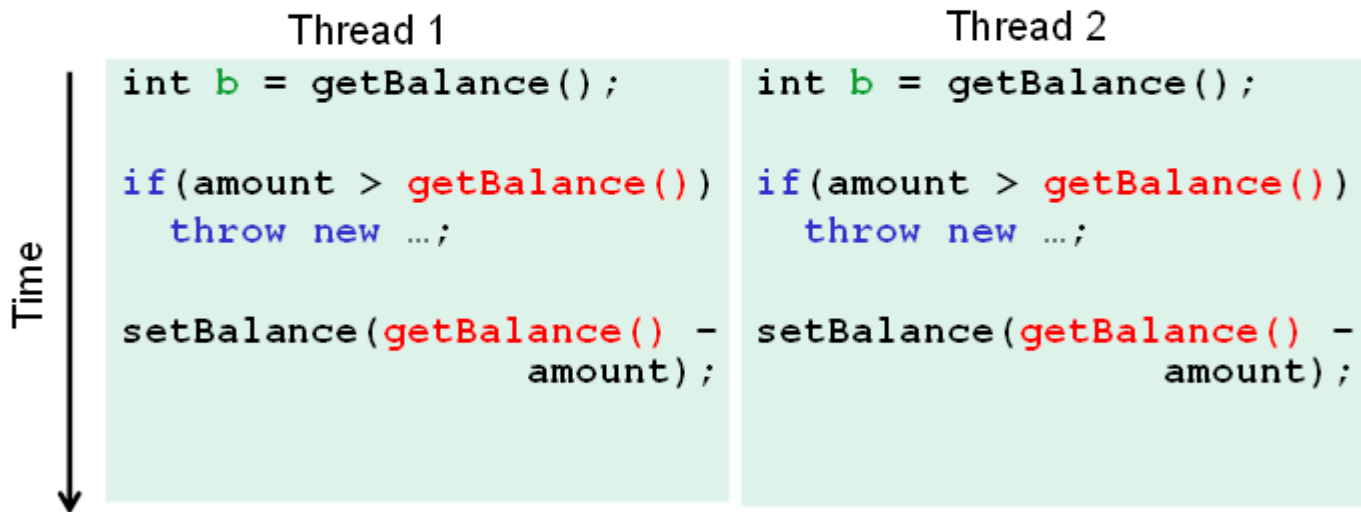 Thread 1
int b = getBalance();
if(amount > getBalance())
throw new …;
setBalance(getBalance() –
amount);
Thread 2
int b = getBalance();
if(amount > getBalance())
throw new …;
setBalance(getBalance() –
amount);
Time